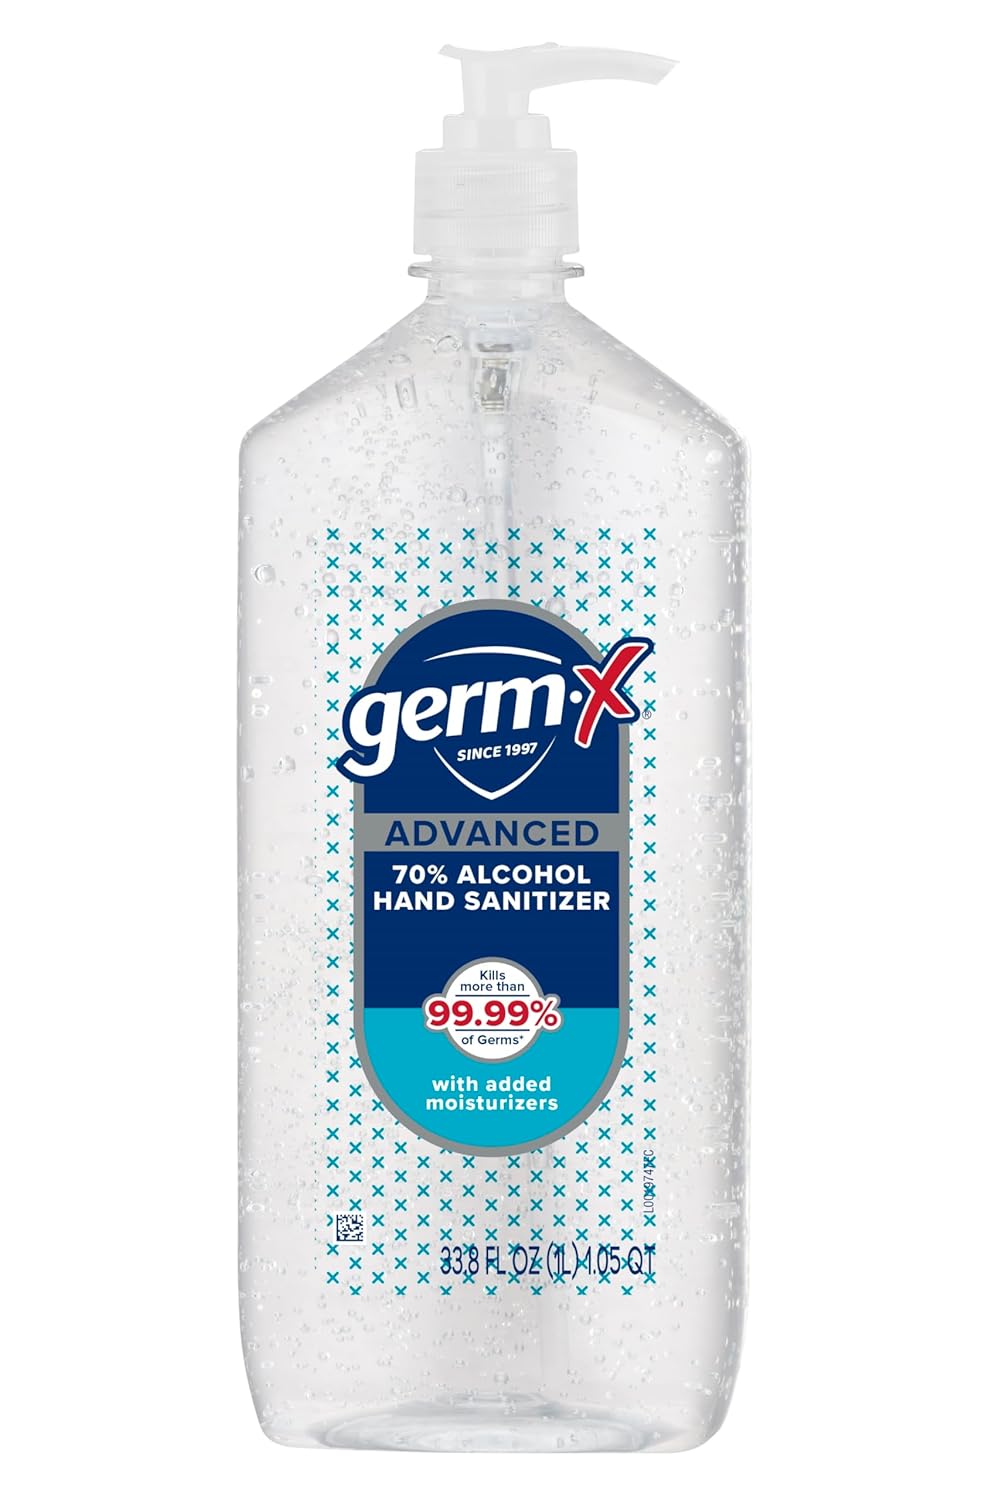 germ-X®
SINCE 1997
ADVANCED
70% ALCOHOL
HAND SANITIZER
Kills
more than
99.99%
of Germs*
with added
moisturizers
33.8 FL OZ (1L) 1.05 QT